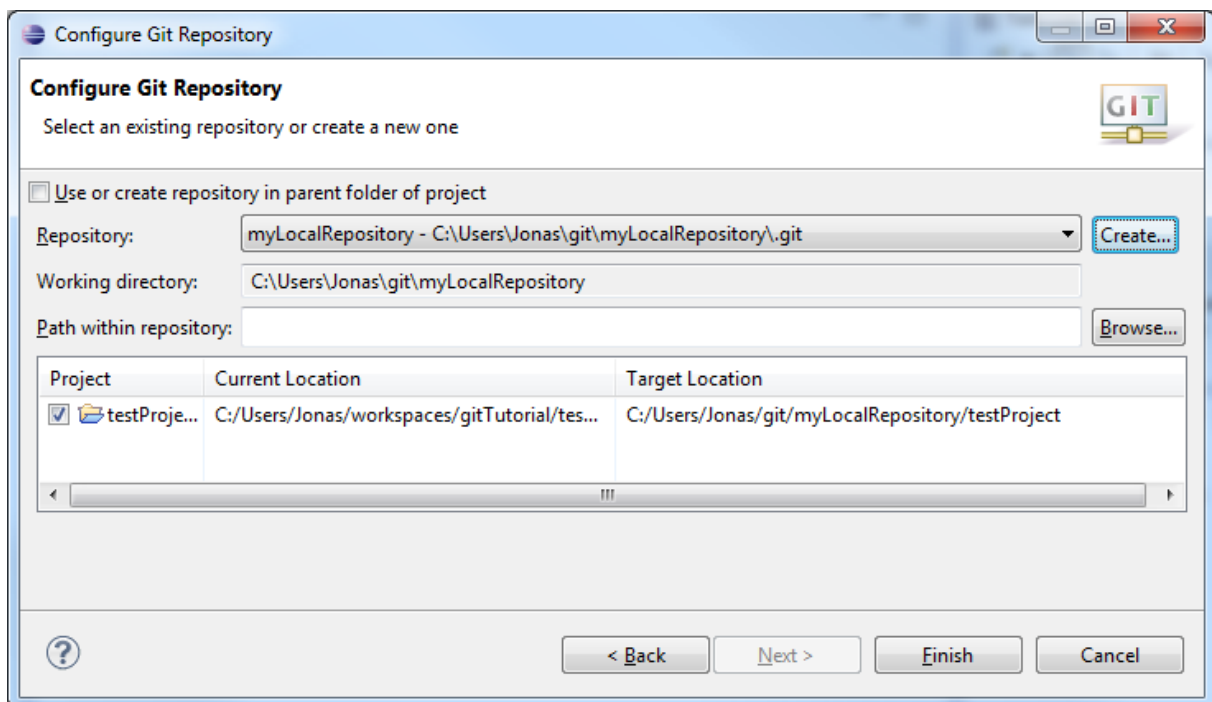 Configure Git Repository
Configure Git Repository
Select an existing repository or create a new one
GIT
Use or create repository in parent folder of project
Repository: myLocalRepository - C:\Users\Jonas\git\myLocalRepository\.git Create...
Working directory: C:\Users\Jonas\git\myLocalRepository
Path within repository: Browse...
Project Current Location Target Location
testProje... C:/Users/Jonas/workspaces/gitTutorial/tes... C:/Users/Jonas/git/myLocalRepository/testProject
? < Back Next > Finish Cancel